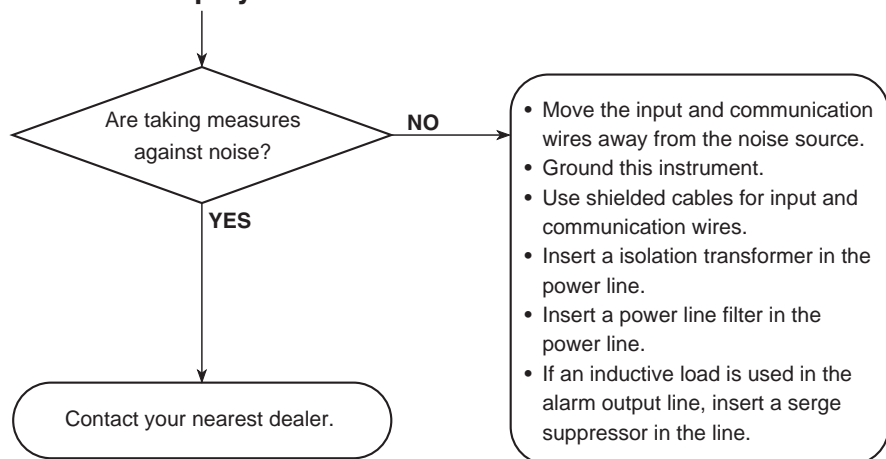 Are taking measures
against noise?
NO
YES
• Move the input and communication
wires away from the noise source.
• Ground this instrument.
• Use shielded cables for input and
communication wires.
• Insert a isolation transformer in the
power line.
• Insert a power line filter in the
power line.
• If an inductive load is used in the
alarm output line, insert a serge
suppressor in the line.
Contact your nearest dealer.